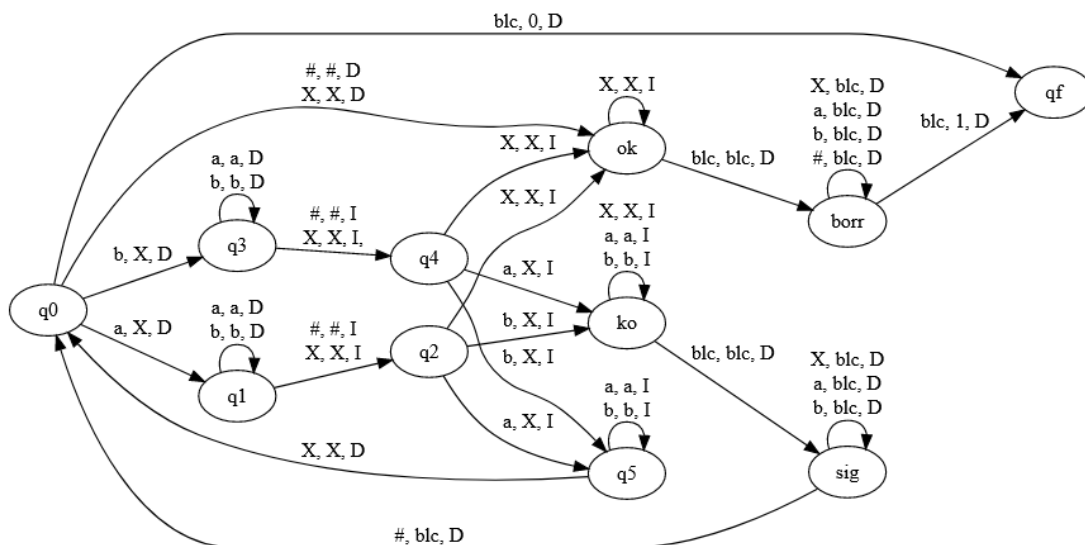 blc, 0, D
#, #, D
X, X, D
X, X, I
X, blc, D
a, blc, D
b, blc, D
#, blc, D
qf
blc, 1, D
ok
X, X, I
blc, blc, D
a, a, D
b, b, D
X, X, I
X, X, I
a, a, I
b, b, I
borr
q3
#, #, I
X, X, I,
q4
b, X, D
a, X, I
q0
ko
a, a, D
b, b, D
#, #, I
X, X, I
b, X, I
a, X, D
q2
b, X, I
blc, blc, D
X, blc, D
a, blc, D
b, blc, D
a, a, I
b, b, I
q1
a, X, I
X, X, D
q5
sig
#, blc, D